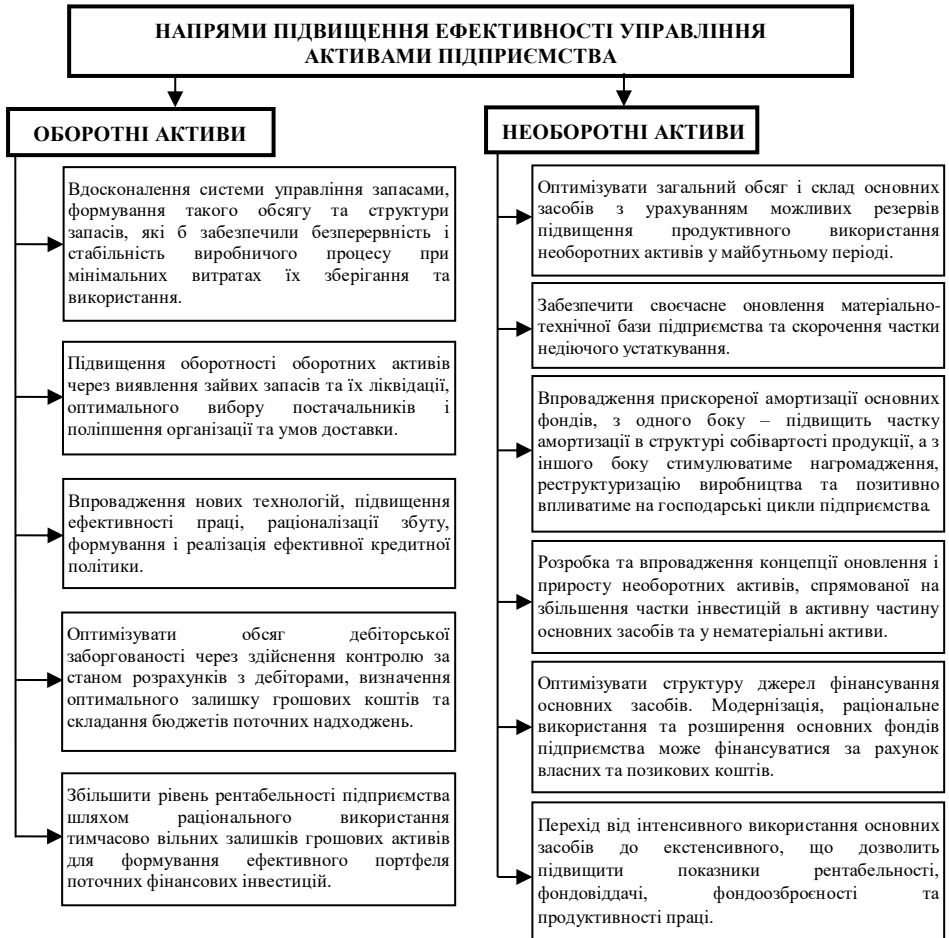 НАПРЯМИ ПІДВИЩЕННЯ ЕФЕКТИВНОСТІ УПРАВЛІННЯ
АКТИВАМИ ПІДПРИЄМСТВА
ОБОРОТНІ АКТИВИ
Вдосконалення системи управління запасами,
формування такого обсягу та структури
запасів, які б забезпечили безперервність і
стабільність виробничого процесу при
мінімальних витратах їх зберігання та
використання.
Підвищення оборотності оборотних активів
через виявлення зайвих запасів та їх ліквідації,
оптимального вибору постачальників і
поліпшення організації та умов доставки.
Впровадження нових технологій, підвищення
ефективності праці, раціоналізації збуту,
формування і реалізація ефективної кредитної
політики.
Оптимізувати обсяг дебіторської
заборгованості через здійснення контролю за
станом розрахунків з дебіторами, визначення
оптимального залишку грошових коштів та
складання бюджетів поточних надходжень.
Збільшити рівень рентабельності підприємства
шляхом раціонального використання
тимчасово вільних залишків грошових активів
для формування ефективного портфеля
поточних фінансових інвестицій.
НЕОБОРОТНІ АКТИВИ
Оптимізувати загальний обсяг і склад основних
засобів з урахуванням можливих резервів
підвищення продуктивного використання
необоротних активів у майбутньому періоді.
Забезпечити своєчасне оновлення матеріально-
технічної бази підприємства та скорочення частки
недіючого устаткування.
Впровадження прискореної амортизації основних
фондів, з одного боку – підвищить частку
амортизації в структурі собівартості продукції, а з
іншого боку стимулюватиме нагромадження,
реструктуризацію виробництва та позитивно
впливатиме на господарські цикли підприємства.
Розробка та впровадження концепції оновлення і
приросту необоротних активів, спрямованої на
збільшення частки інвестицій в активну частину
основних засобів та у нематеріальні активи.
Оптимізувати структуру джерел фінансування
основних засобів. Модернізація, раціональне
використання та розширення основних фондів
підприємства може фінансуватися за рахунок
власних та позикових коштів.
Перехід від інтенсивного використання основних
засобів до екстенсивного, що дозволить
підвищити показники рентабельності,
фондовіддачі, фондоозброєності та
продуктивності праці.